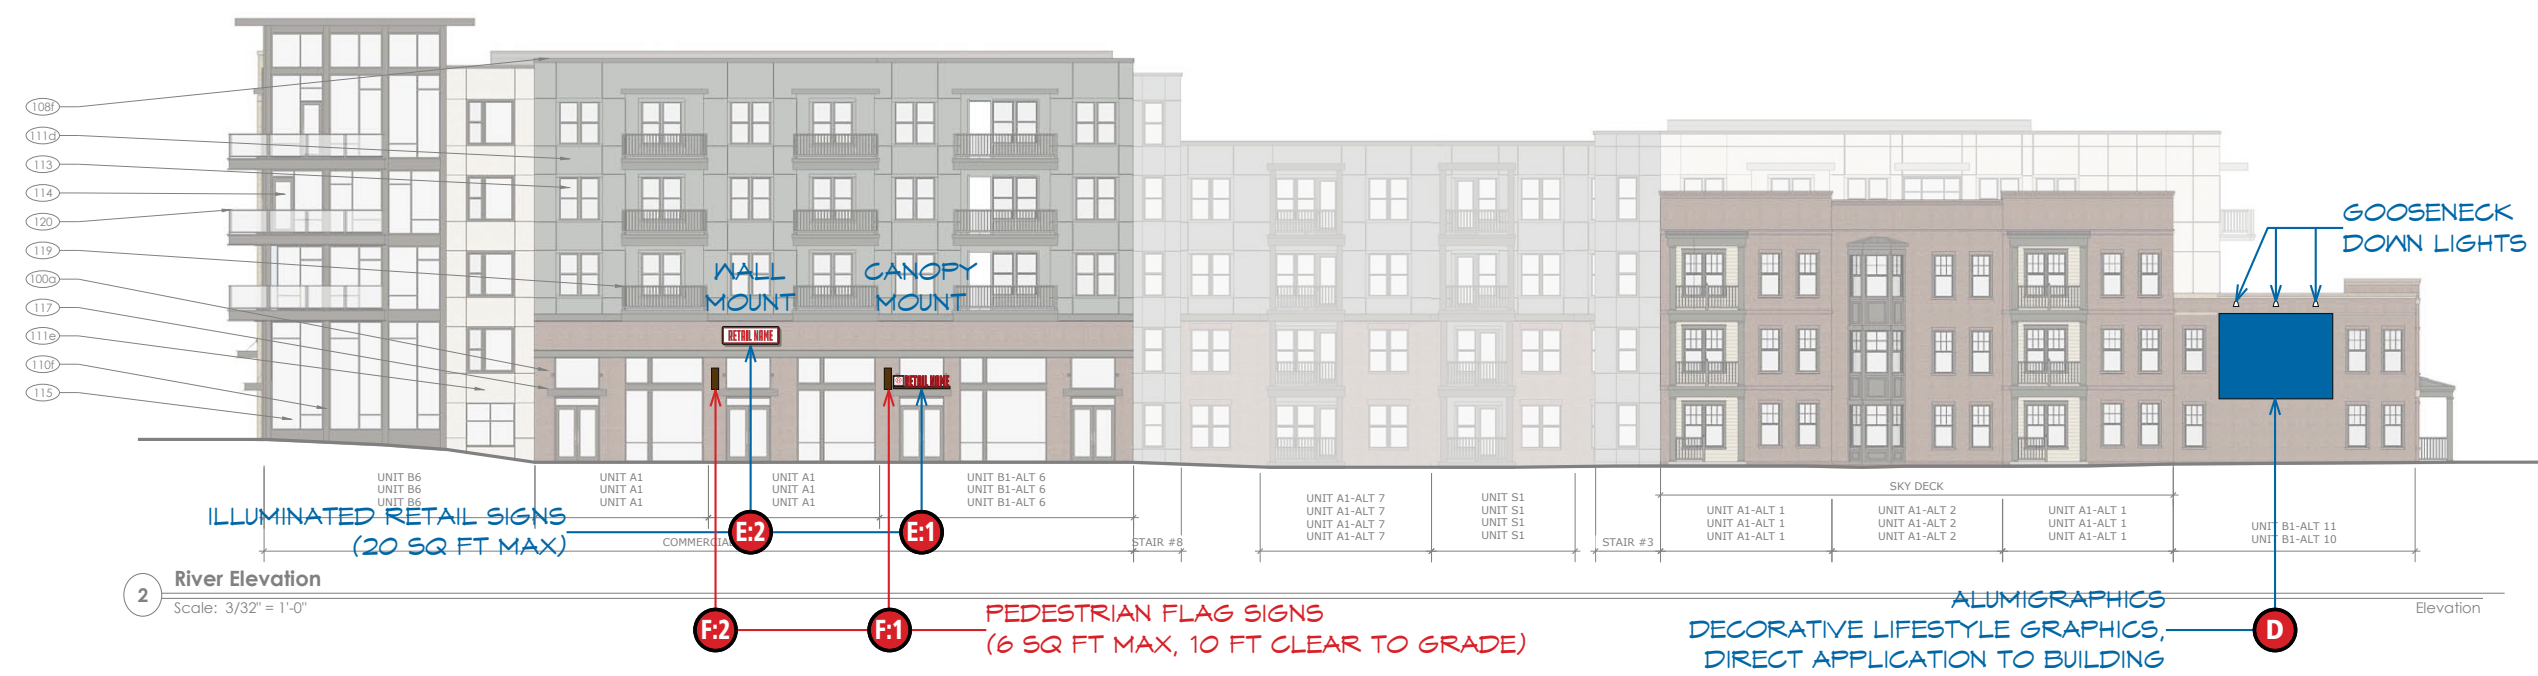 108f
111d
113
114
120
119
100a
117
111e
110f
115
WALL
MOUNT
CANOPY
MOUNT
GOOSENECK
DOWN LIGHTS
RETAIL NAME
RETAIL NAME
UNIT B6
UNIT B6
UNIT B6
UNIT A1
UNIT A1
UNIT A1
UNIT A1
UNIT A1
UNIT A1
UNIT B1-ALT 6
UNIT B1-ALT 6
UNIT B1-ALT 6
UNIT A1-ALT 7
UNIT A1-ALT 7
UNIT A1-ALT 7
UNIT A1-ALT 7
UNIT S1
UNIT S1
UNIT S1
UNIT S1
SKY DECK
UNIT A1-ALT 1
UNIT A1-ALT 1
UNIT A1-ALT 1
UNIT A1-ALT 2
UNIT A1-ALT 2
UNIT A1-ALT 2
UNIT A1-ALT 1
UNIT A1-ALT 1
UNIT A1-ALT 1
UNIT B1-ALT 11
UNIT B1-ALT 10
ILLUMINATED RETAIL SIGNS
(20 SQ FT MAX)
E:2
E:1
COMMERCIAL
STAIR #8
STAIR #3
2
River Elevation
Scale: 3/32" = 1'-0"
Elevation
F:2
F:1
PEDESTRIAN FLAG SIGNS
(6 SQ FT MAX, 10 FT CLEAR TO GRADE)
ALUMIGRAPHICS
DECORATIVE LIFESTYLE GRAPHICS,
DIRECT APPLICATION TO BUILDING
D